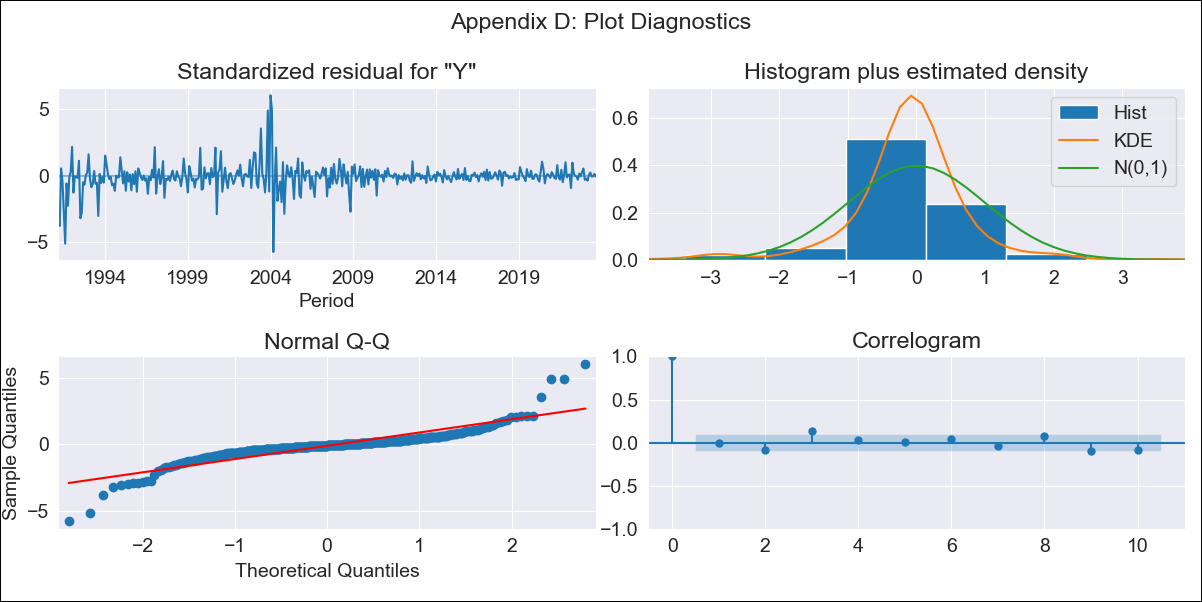 Appendix D: Plot Diagnostics
Standardized residual for "Y"
5
0
−5
1994 1999 2004 2009 2014 2019
Period
Histogram plus estimated density
0.6
0.4
0.2
0.0
−3 −2 −1 0 1 2 3
Hist
KDE
N(0,1)
Normal Q-Q
Sample Quantiles
5
0
−5
−2 −1 0 1 2
Theoretical Quantiles
Correlogram
1.0
0.5
0.0
−0.5
−1.0
0 2 4 6 8 10